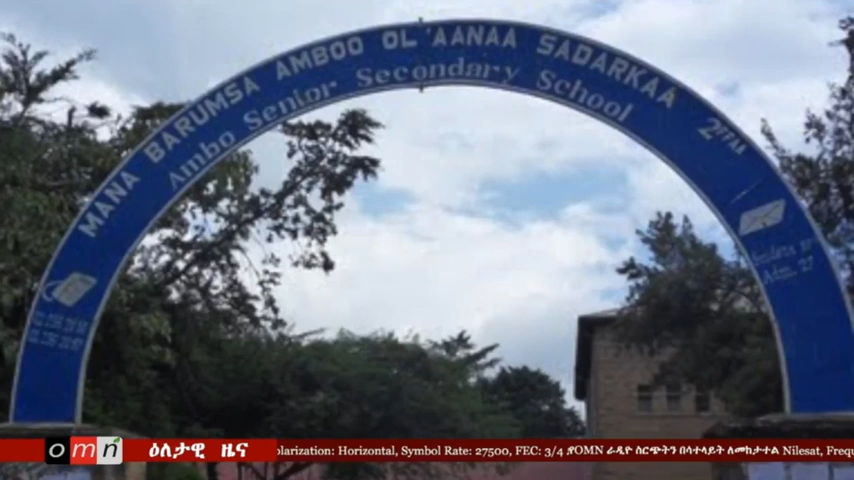 MANA BARUMSA AMBOO OL'AANAA SADARKAA 2FFAA
Ambo Senior Secondary School
omn
ዕለታዊ ዜና
olarization: Horizontal, Symbol Rate: 27500, FEC: 3/4 የOMN ራዲዮ ስርጭትን በሳተላይት ለመከታተል Nilesat, Frequ